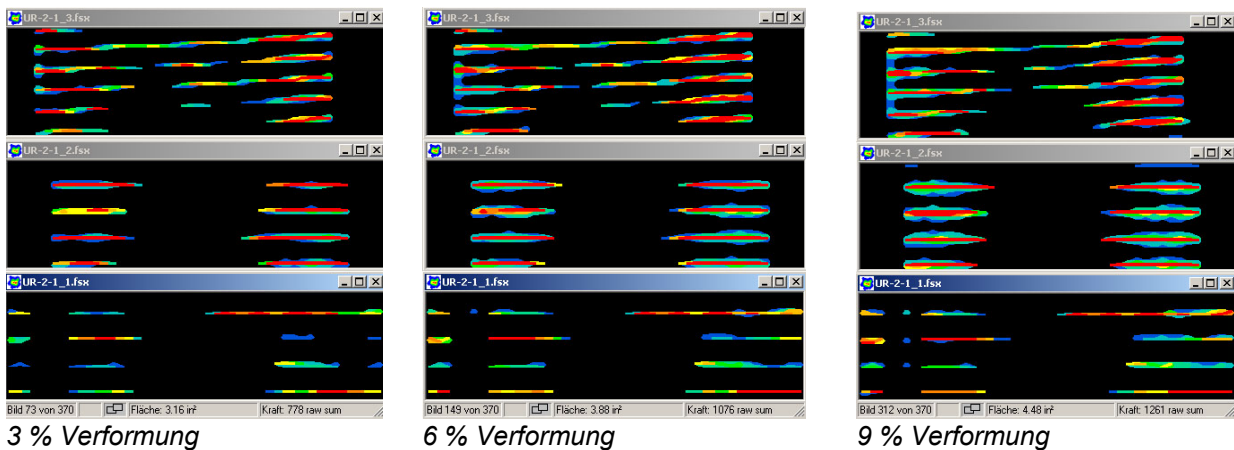 UR-2-1_3.fsx
UR-2-1_2.fsx
UR-2-1_1.fsx
Bild 73 von 370 Fläche: 3.16 in² Kraft: 778 raw sum
3 % Verformung
UR-2-1_3.fsx
UR-2-1_2.fsx
UR-2-1_1.fsx
Bild 149 von 370 Fläche: 3.88 in² Kraft: 1076 raw sum
6 % Verformung
UR-2-1_3.fsx
UR-2-1_2.fsx
UR-2-1_1.fsx
Bild 312 von 370 Fläche: 4.48 in² Kraft: 1261 raw sum
9 % Verformung